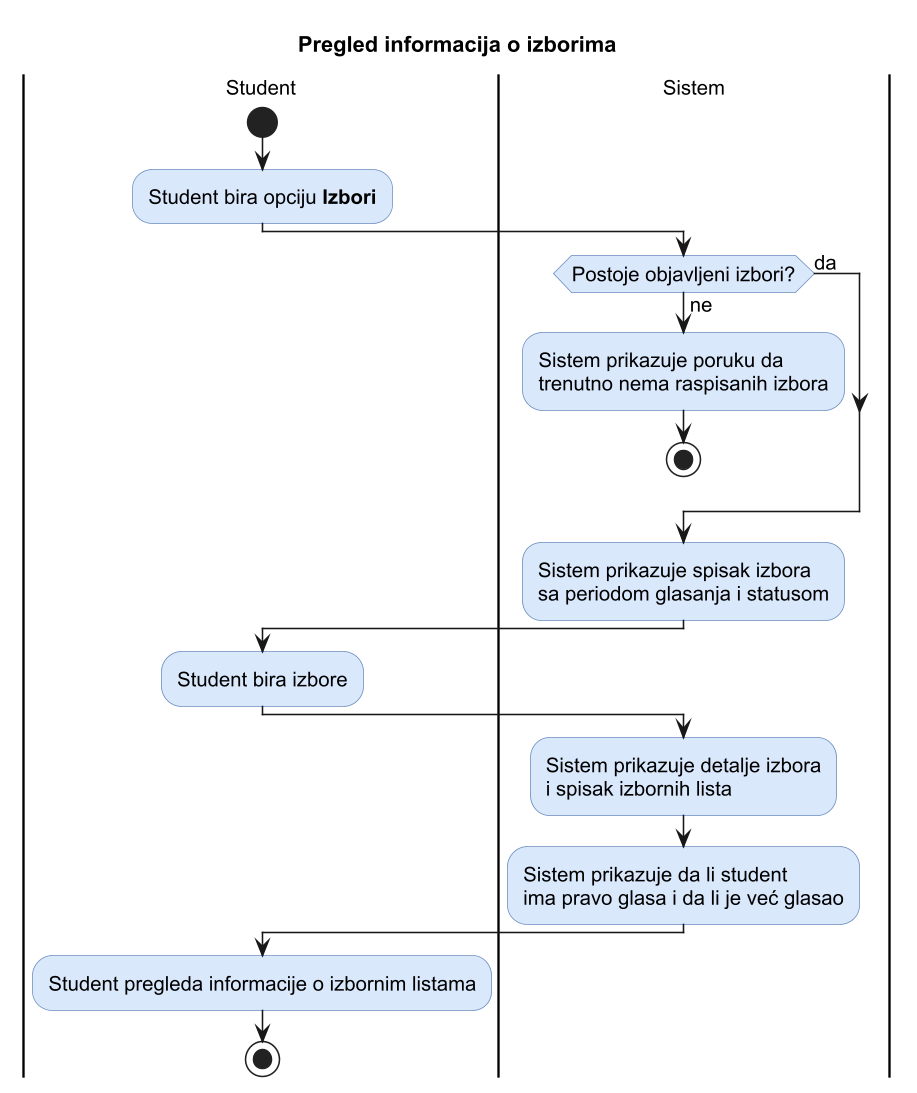 Pregled informacija o izborima
Student
Sistem
Student bira opciju Izbori
Postoje objavljeni izbori?
da
ne
Sistem prikazuje poruku da
trenutno nema raspisanih izbora
Sistem prikazuje spisak izbora
sa periodom glasanja i statusom
Student bira izbore
Sistem prikazuje detalje izbora
i spisak izbornih lista
Sistem prikazuje da li student
ima pravo glasa i da li je već glasao
Student pregleda informacije o izbornim listama